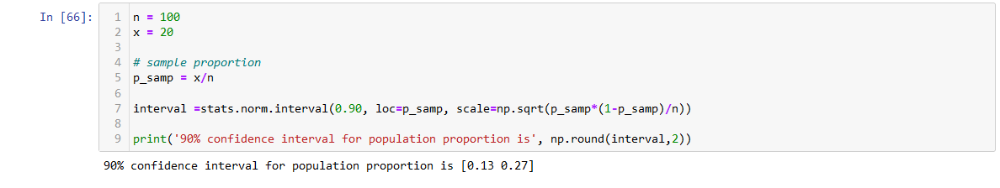 In [66]:
1 n = 100
2 x = 20
3
4 # sample proportion
5 p_samp = x/n
6
7 interval =stats.norm.interval(0.90, loc=p_samp, scale=np.sqrt(p_samp*(1-p_samp)/n))
8
9 print('90% confidence interval for population proportion is', np.round(interval,2))
90% confidence interval for population proportion is [0.13 0.27]